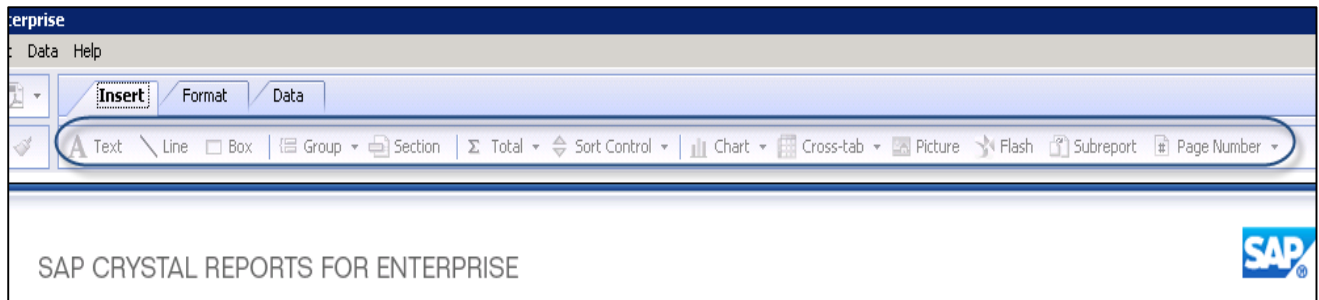 erprise
Data Help
Insert Format Data
A Text Line Box Group Section Σ Total Sort Control Chart Cross-tab Picture Flash Subreport # Page Number
SAP CRYSTAL REPORTS FOR ENTERPRISE
SAP®